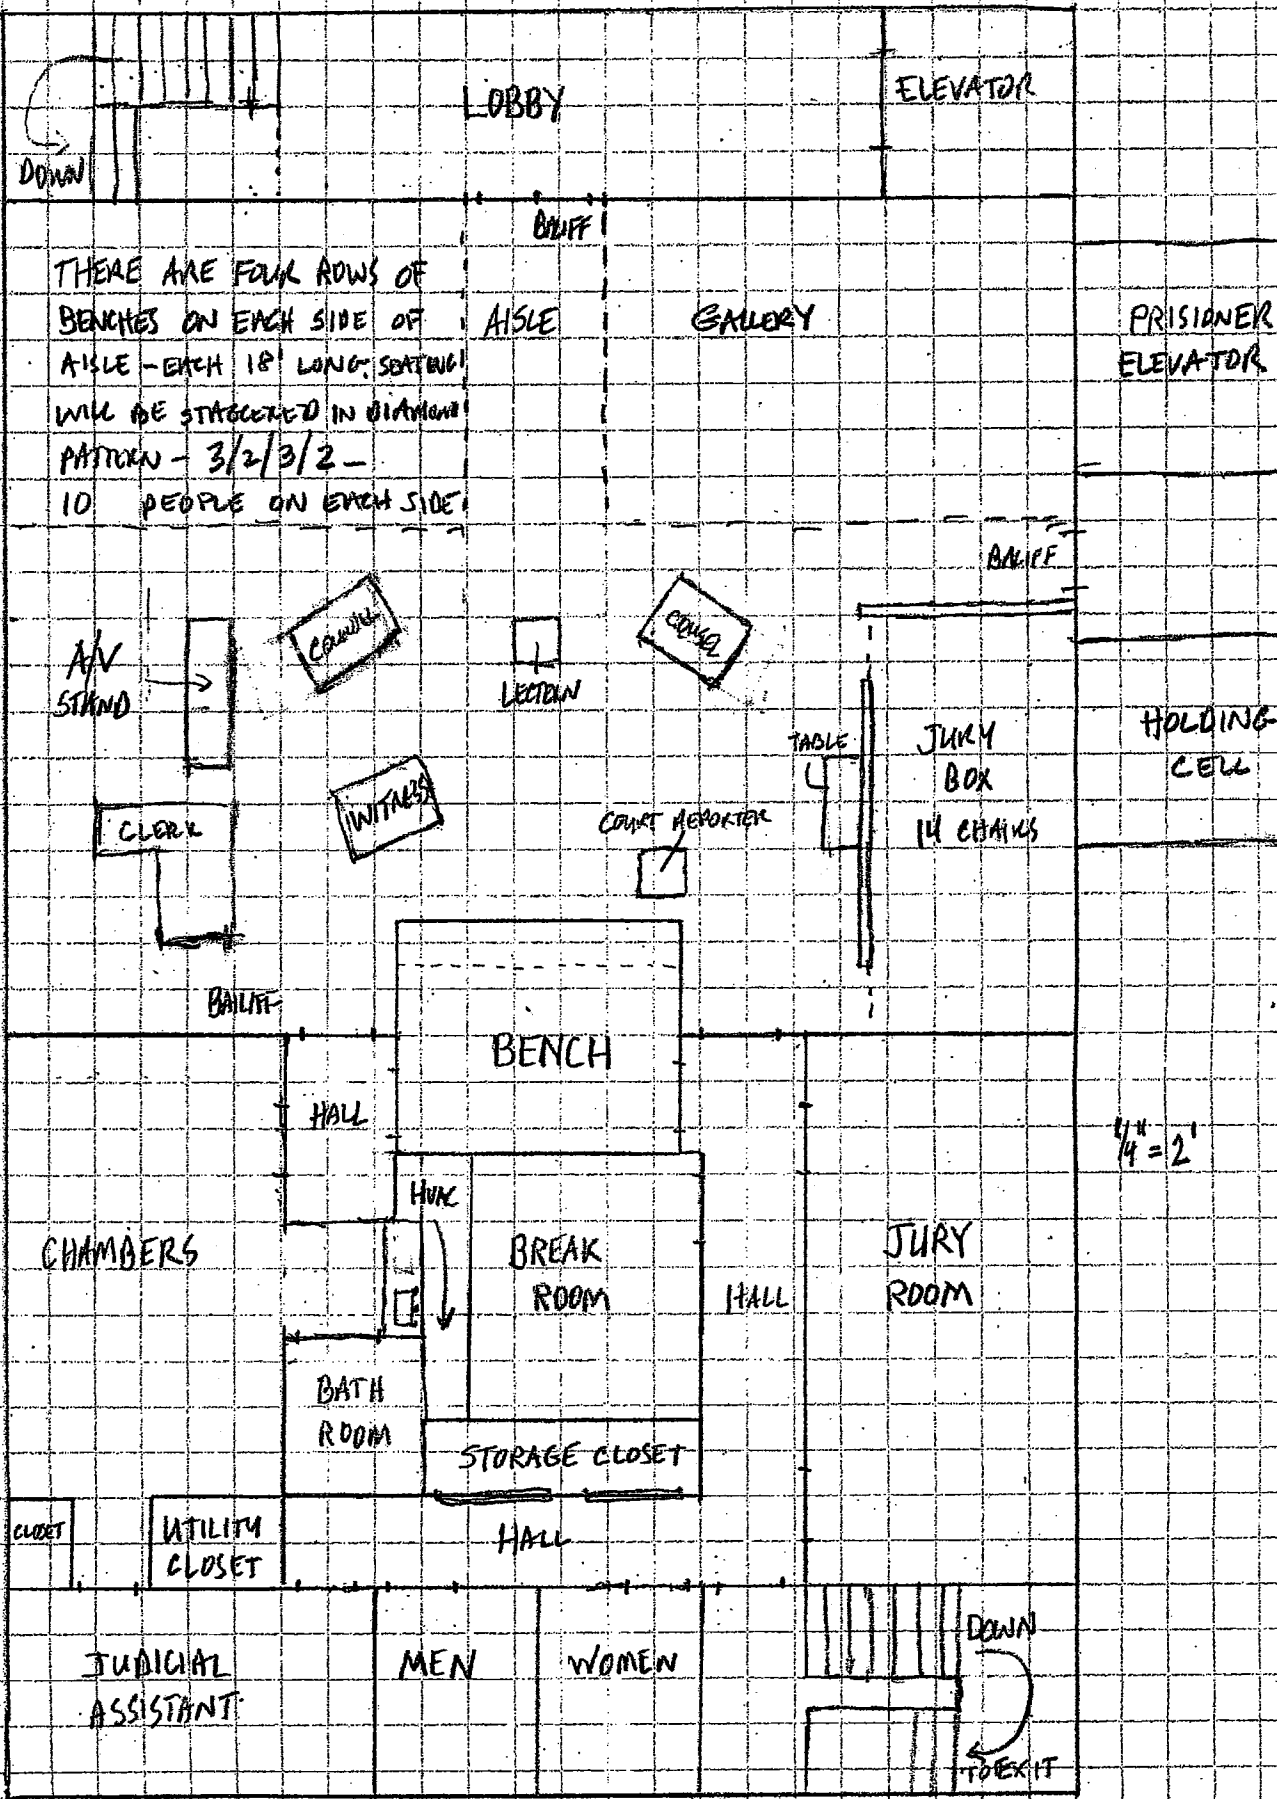 LOBBY
ELEVATOR
DOWN
BALIFF
THERE ARE FOUR ROWS OF
BENCHES ON EACH SIDE OF
AISLE - EACH 18' LONG. SEATING
WILL BE STAGGERED IN DIAMOND
PATTERN - 3/2/3/2 -
10 PEOPLE ON EACH SIDE.
AISLE
GALLERY
PRISIONER
ELEVATOR
BALIFF
A/V
STAND
COUNSEL
LECTERN
CONSEL
TABLE
JURY
BOX
14 CHAIRS
HOLDING
CELL
CLERK
WITNESS
COURT REPORTER
BAILIFF
BENCH
HALL
1/4" = 2'
HVAC
CHAMBERS
BREAK
ROOM
HALL
JURY
ROOM
BATH
ROOM
STORAGE CLOSET
CLOSET
UTILITY
CLOSET
HALL
JUDICIAL
ASSISTANT
MEN
WOMEN
DOWN
TO EXIT